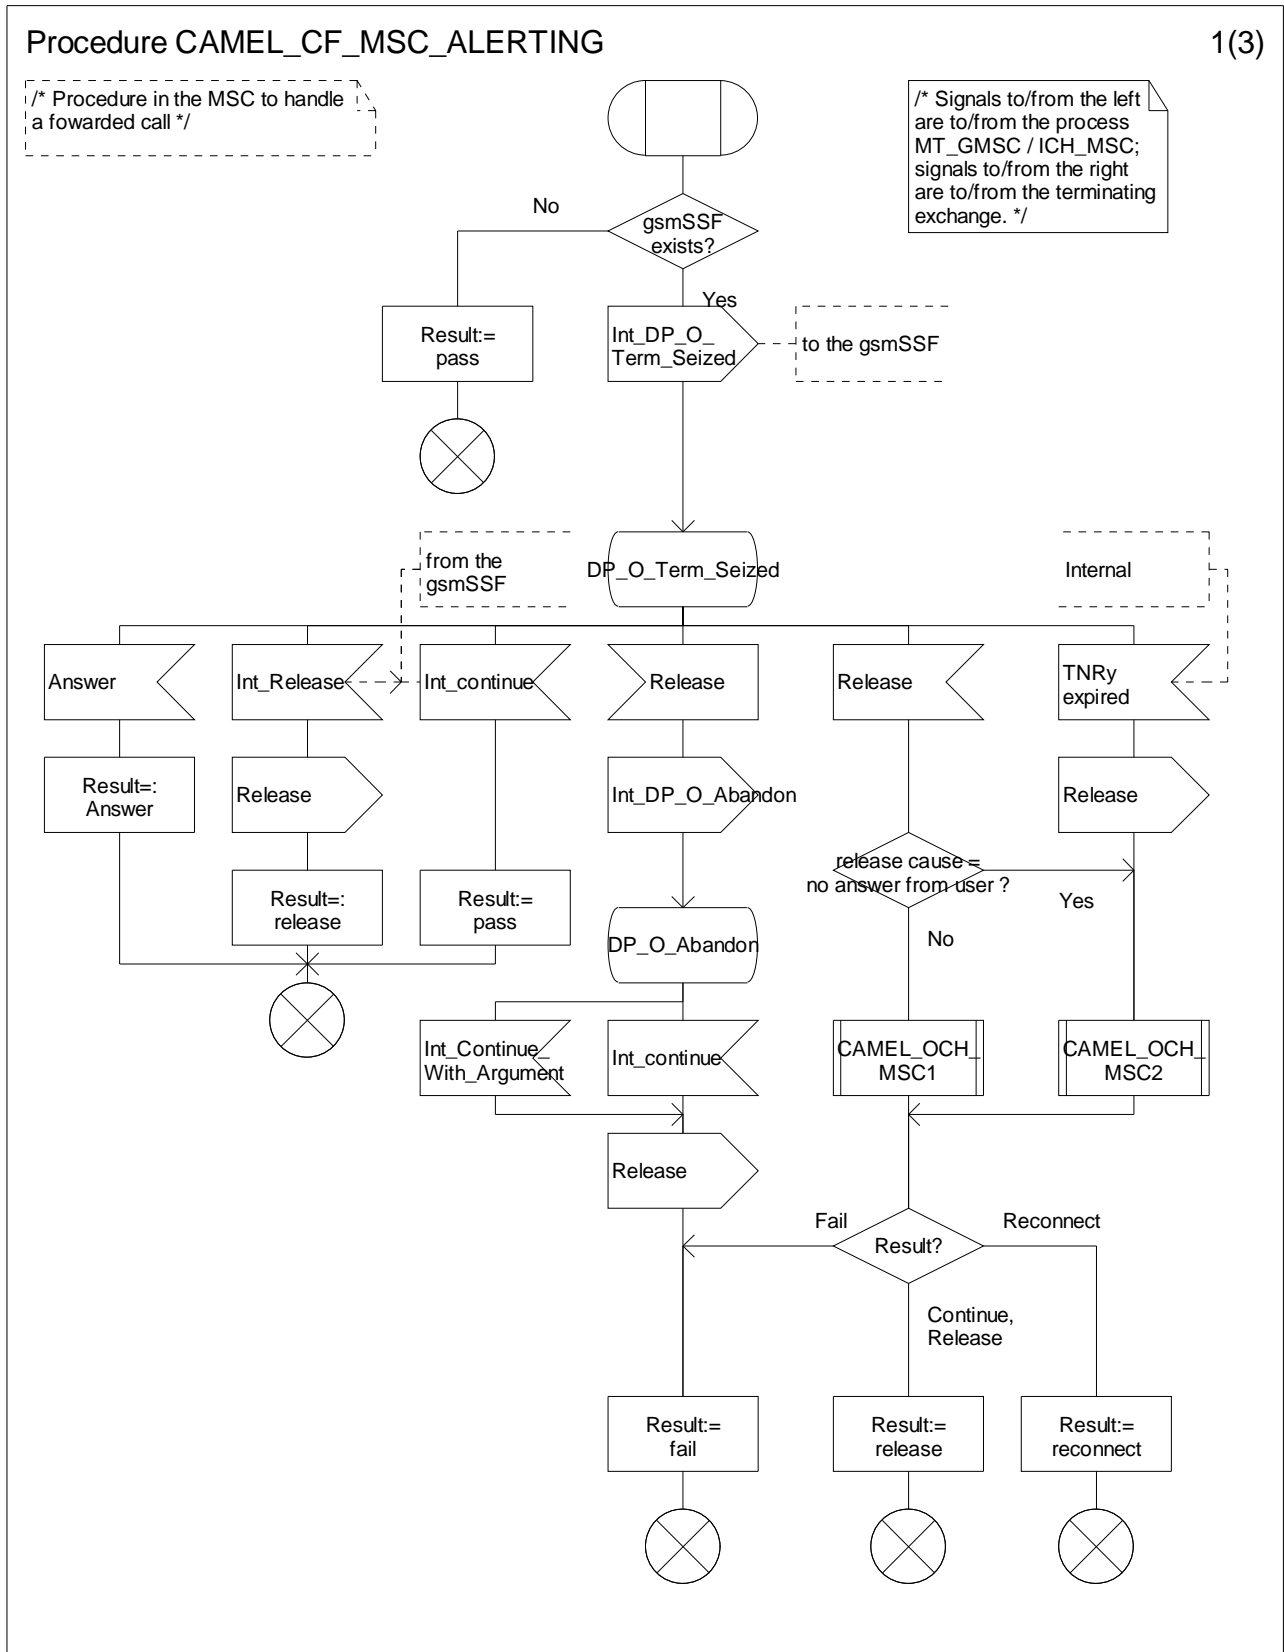 Procedure CAMEL_CF_MSC_ALERTING
1(3)
/* Procedure in the MSC to handle
a fowarded call */
/* Signals to/from the left
are to/from the process
MT_GMSC / ICH_MSC;
signals to/from the right
are to/from the terminating
exchange. */
No
gsmSSF
exists?
Yes
Result:=
pass
Int_DP_O_
Term_Seized
to the gsmSSF
from the
gsmSSF
DP_O_Term_Seized
Internal
Answer
Int_Release
Int_continue
Release
Release
TNRy
expired
Result=:
Answer
Release
Int_DP_O_Abandon
Release
release cause =
no answer from user ?
Yes
No
Result=:
release
Result:=
pass
DP_O_Abandon
Int_Continue_
With_Argument
Int_continue
CAMEL_OCH_
MSC1
CAMEL_OCH_
MSC2
Release
Fail
Result?
Reconnect
Continue,
Release
Result:=
fail
Result:=
release
Result:=
reconnect